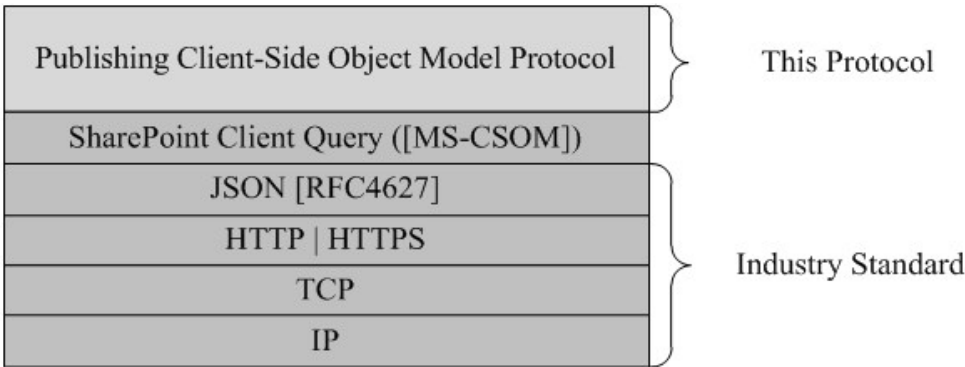 Publishing Client-Side Object Model Protocol
This Protocol
SharePoint Client Query ([MS-CSOM])
JSON [RFC4627]
HTTP | HTTPS
Industry Standard
TCP
IP